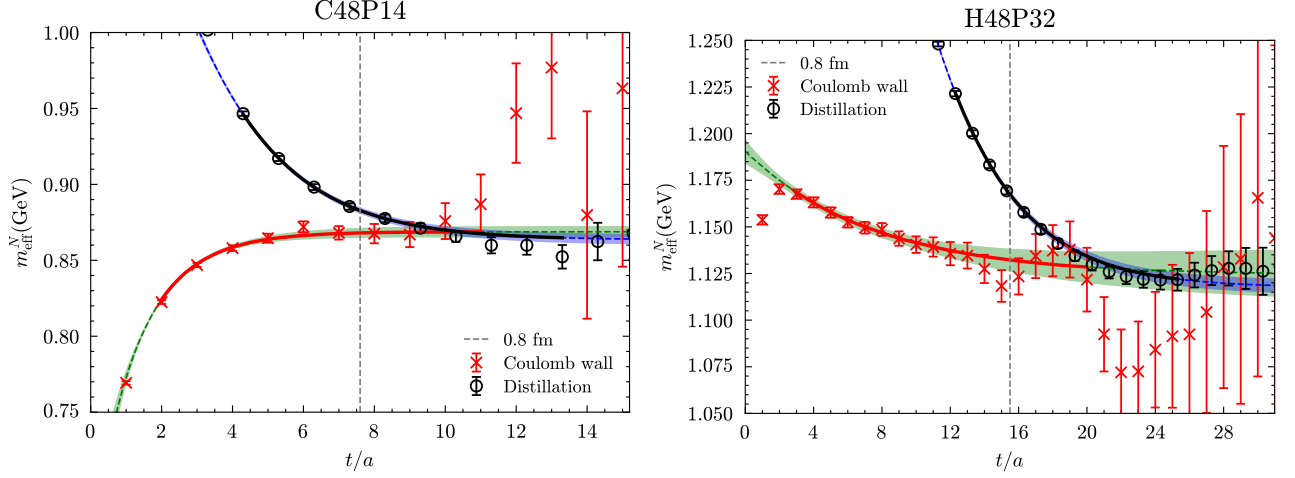 C48P14
1.00
0.95
0.90
0.85
0.80
0.75
m_eff^N(GeV)
0.8 fm
Coulomb wall
Distillation
0 2 4 6 8 10 12 14
t/a
H48P32
1.250
1.225
1.200
1.175
1.150
1.125
1.100
1.075
1.050
m_eff^N(GeV)
0.8 fm
Coulomb wall
Distillation
0 4 8 12 16 20 24 28
t/a